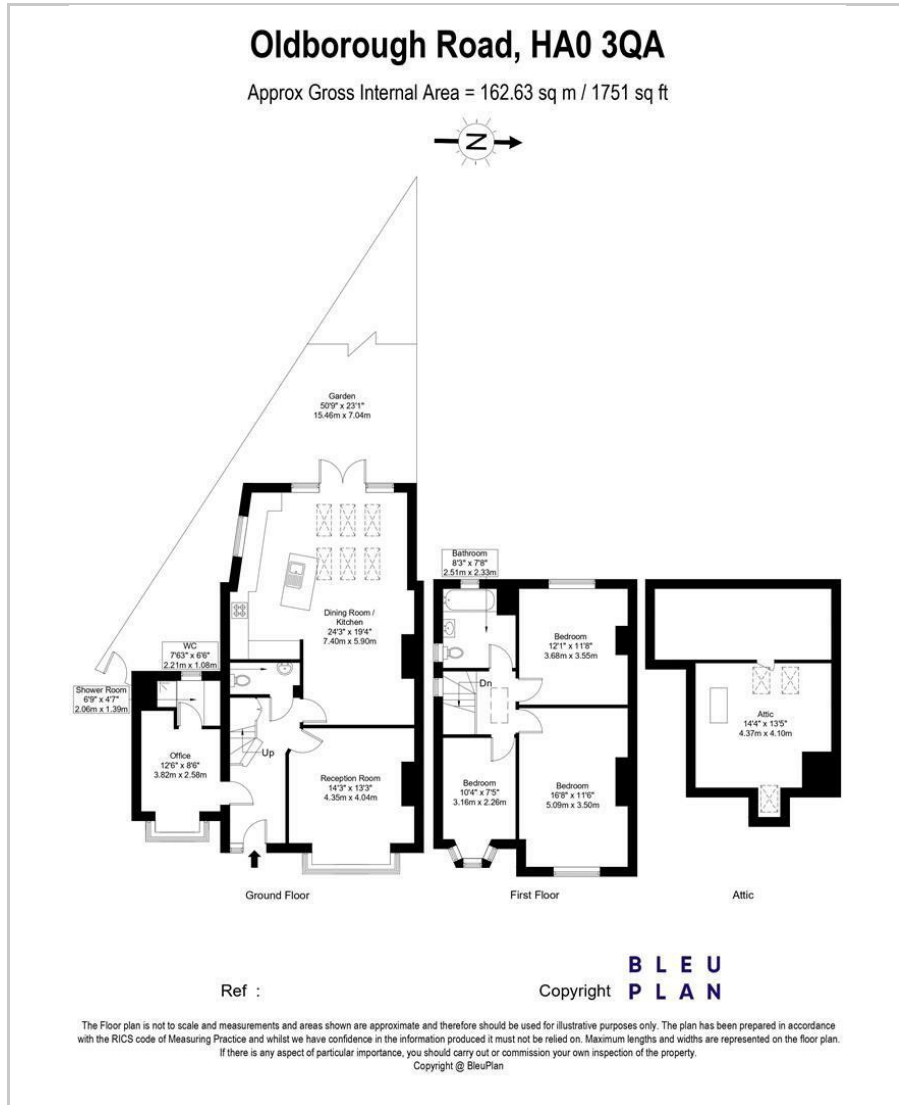 Oldborough Road, HA0 3QA
Approx Gross Internal Area = 162.63 sq m / 1751 sq ft
N
Garden
50'9" x 23'1"
15.46m x 7.04m
Dining Room /
Kitchen
24'3" x 19'4"
7.40m x 5.90m
WC
7'63" x 6'6"
2.21m x 1.08m
Shower Room
6'9" x 4'7"
2.06m x 1.39m
Office
12'6" x 8'6"
3.82m x 2.58m
Up
Reception Room
14'3" x 13'3"
4.35m x 4.04m
Ground Floor
Bathroom
8'3" x 7'8"
2.51m x 2.33m
Bedroom
12'1" x 11'8"
3.68m x 3.55m
Dn
Bedroom
10'4" x 7'5"
3.16m x 2.26m
Bedroom
16'8" x 11'6"
5.09m x 3.50m
First Floor
Attic
14'4" x 13'5"
4.37m x 4.10m
Attic
Ref :
Copyright
BLEU
PLAN
The Floor plan is not to scale and measurements and areas shown are approximate and therefore should be used for illustrative purposes only. The plan has been prepared in accordance
with the RICS code of Measuring Practice and whilst we have confidence in the information produced it must not be relied on. Maximum lengths and widths are represented on the floor plan.
If there is any aspect of particular importance, you should carry out or commission your own inspection of the property.
Copyright @ BleuPlan